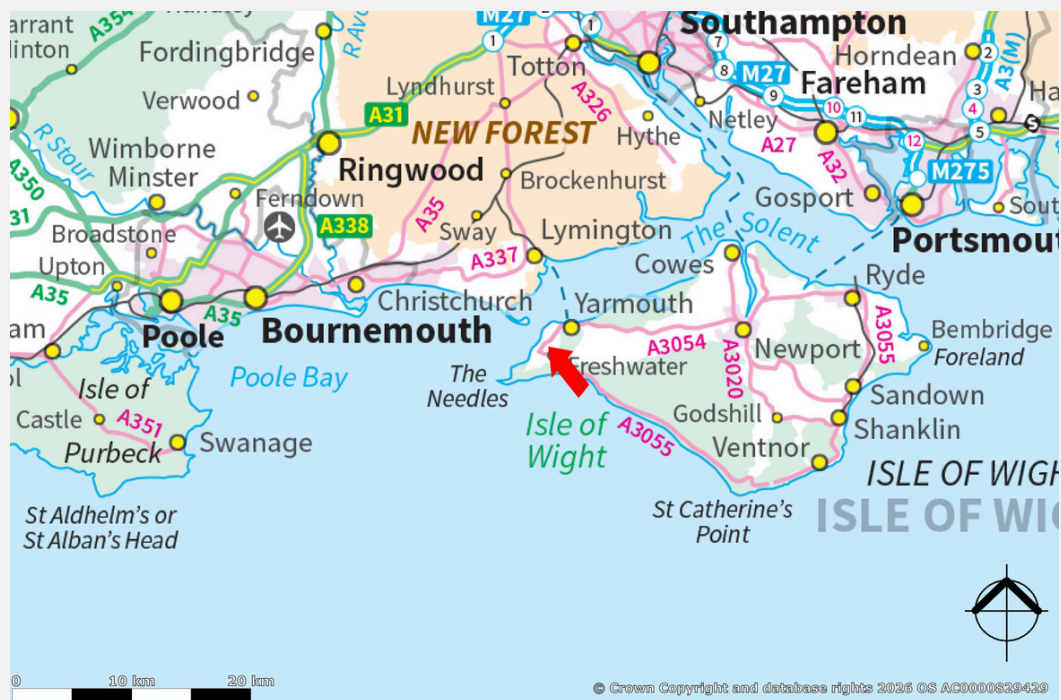 A354
Fordingbridge
M27
1
1
Southampton
7
Horndean
2
linton
R Avo
Totton
8
M27
A3(M)
Verwood
Lyndhurst
A326
9
Fareham
3
10
4
Ha
A31
Netley
11
5
S
R Stour
Wimborne
Minster
NEW FOREST
Hythe
A27
A32
12
A350
Ringwood
Brockenhurst
M275
31
Ferndown
A338
A35
Gosport
Sout
Broadstone
Sway
Lymington
The Solent
Portsmou
Upton
A337
Cowes
Ryde
A35
A35
Christchurch
Yarmouth
am
Poole
Bournemouth
A3054
A3020
A3055
Newport
Bembridge
Foreland
Isle of
Purbeck
Poole Bay
The
Needles
Freshwater
Castle
A351
Sandown
Swanage
Isle of
Wight
A3055
Godshill
Shanklin
Ventnor
ISLE OF WIGH
St Aldhelm's or
St Alban's Head
St Catherine's
Point
ISLE OF WIG
0 10 km 20 km
© Crown Copyright and database rights 2026 OS AC0000829429